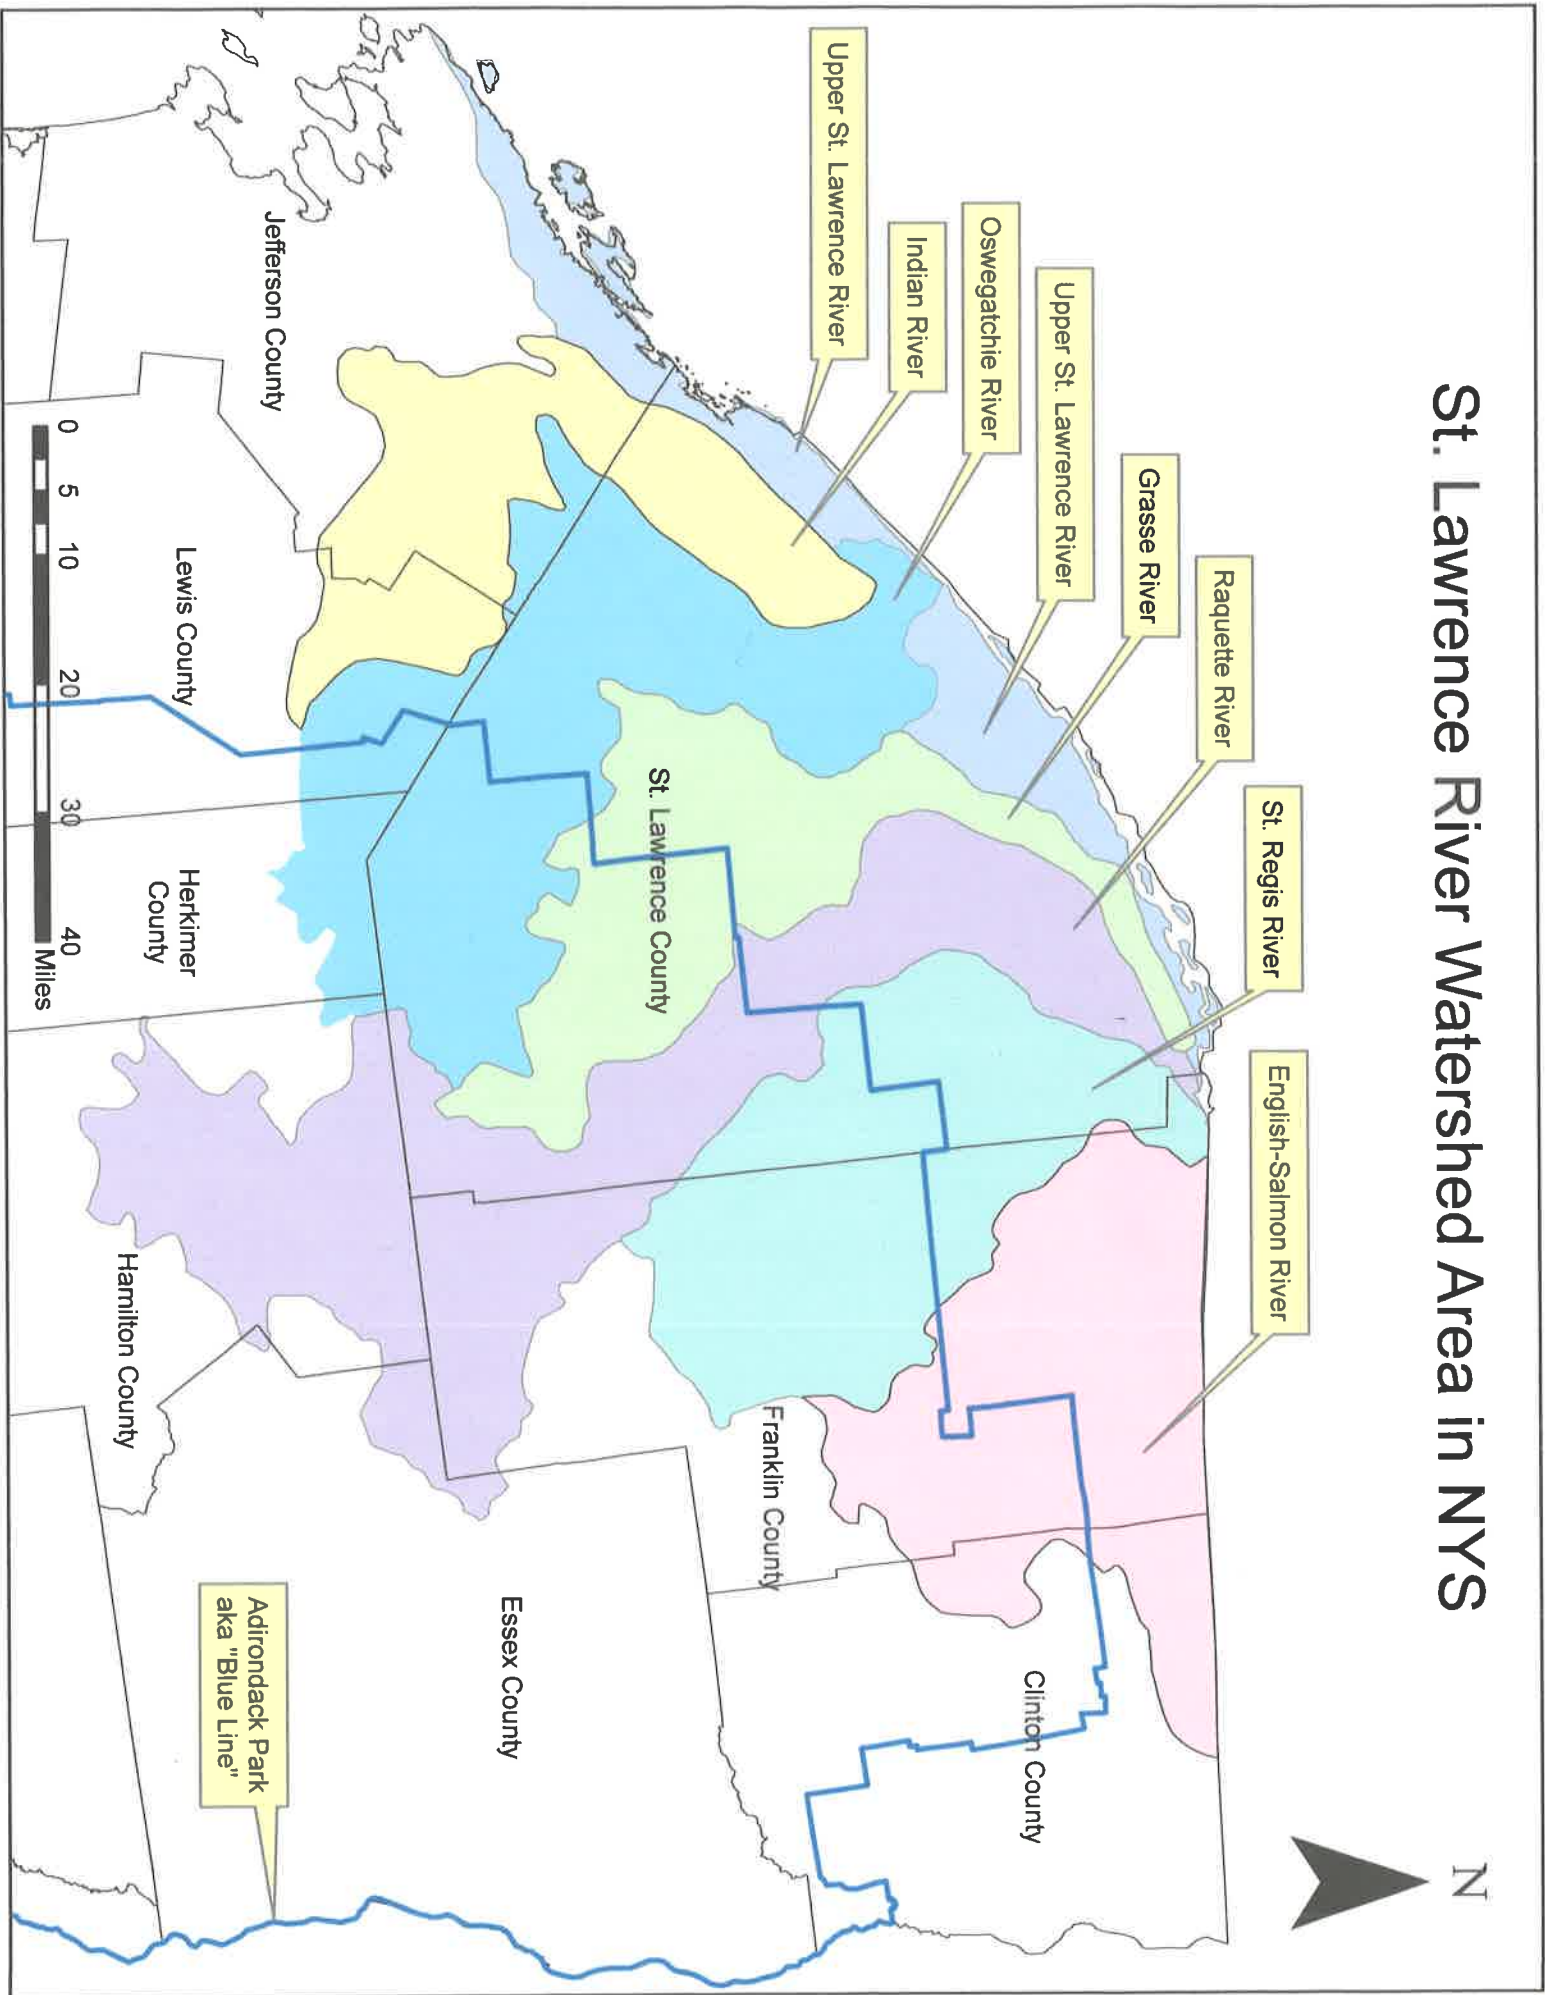 St. Lawrence River Watershed Area in NYS
N
Upper St. Lawrence River
Indian River
Oswegatchie River
Upper St. Lawrence River
Grasse River
Raquette River
St. Regis River
English-Salmon River
Jefferson County
Lewis County
St. Lawrence County
Herkimer
County
Hamilton County
Franklin County
Essex County
Clinton County
Adirondack Park
aka "Blue Line"
0 5 10 20 30 40
Miles